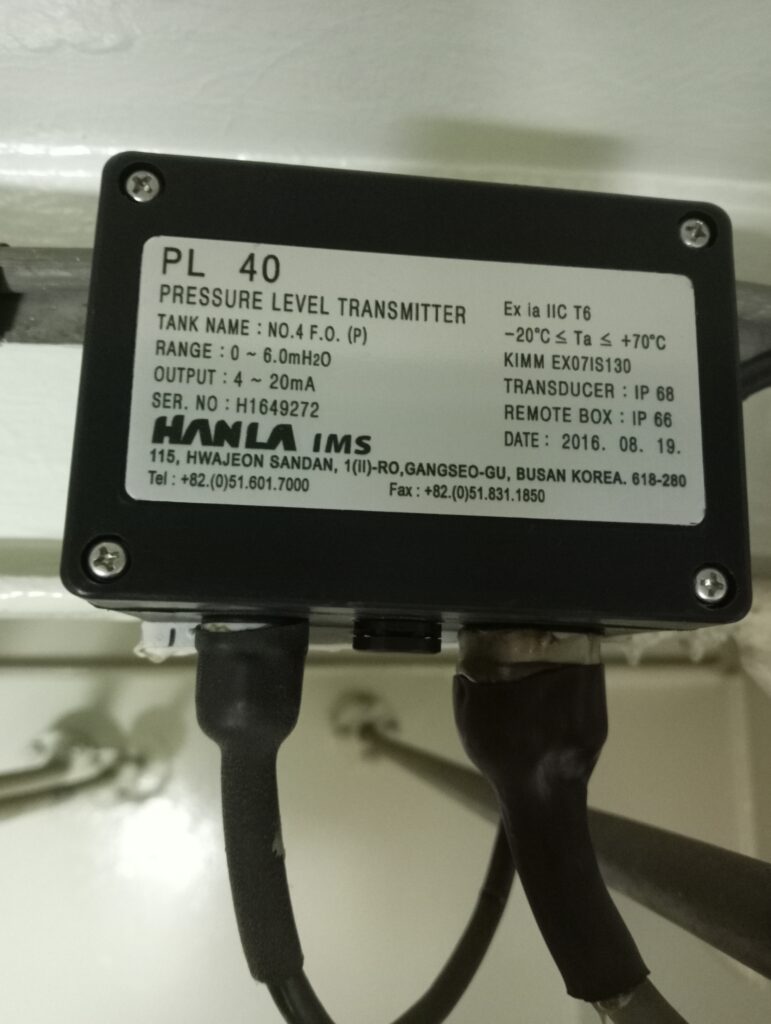 PL 40
PRESSURE LEVEL TRANSMITTER
TANK NAME : NO.4 F.O. (P)
RANGE : 0 ~ 6.0mH2O
OUTPUT : 4 ~ 20mA
SER. NO : H1649272
Ex ia IIC T6
-20°C ≤ Ta ≤ +70°C
KIMM EX07IS130
TRANSDUCER : IP 68
REMOTE BOX : IP 66
DATE : 2016. 08. 19.
HANLA IMS
115, HWAJEON SANDAN, 1(II)-RO,GANGSEO-GU, BUSAN KOREA. 618-280
Tel : +82.(0)51.601.7000 Fax : +82.(0)51.831.1850